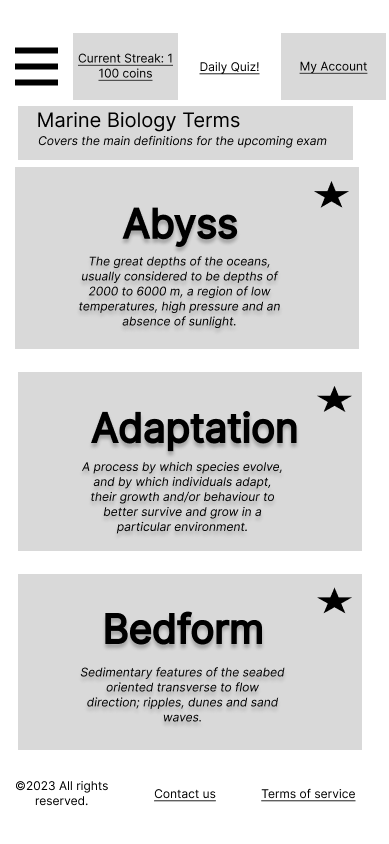 Current Streak: 1
100 coins
Daily Quiz!
My Account
Marine Biology Terms
Covers the main definitions for the upcoming exam
Abyss
The great depths of the oceans,
usually considered to be depths of
2000 to 6000 m, a region of low
temperatures, high pressure and an
absence of sunlight.
Adaptation
A process by which species evolve,
and by which individuals adapt,
their growth and/or behaviour to
better survive and grow in a
particular environment.
Bedform
Sedimentary features of the seabed
oriented transverse to flow
direction; ripples, dunes and sand
waves.
©2023 All rights
reserved.
Contact us
Terms of service